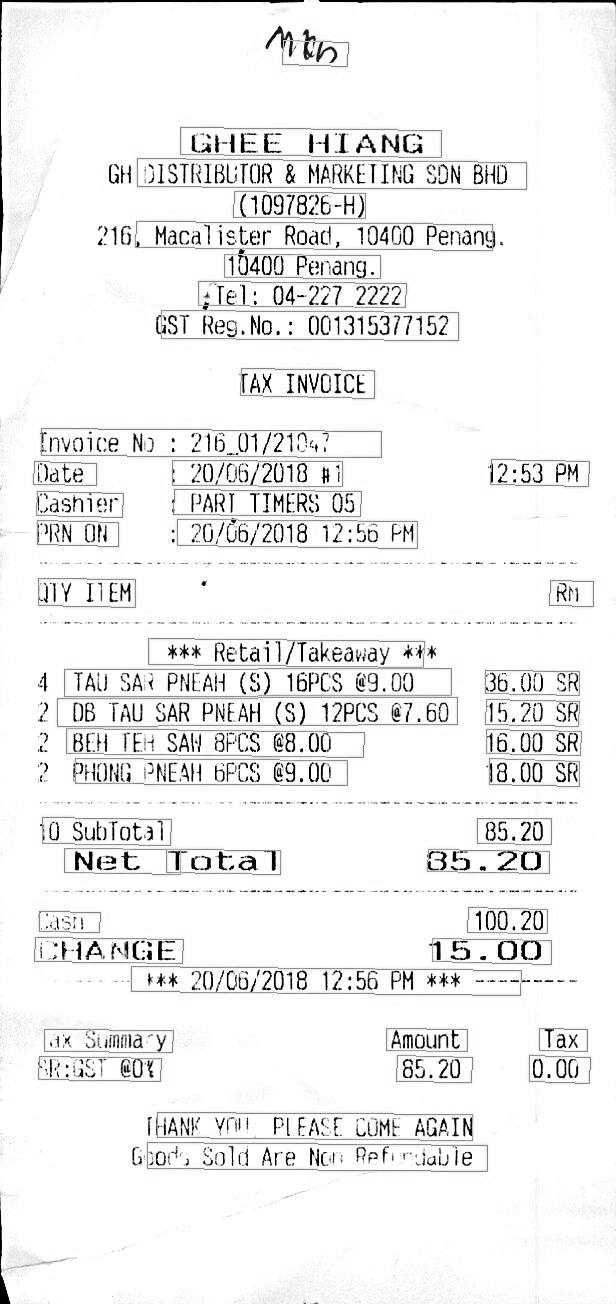 GHEE HIANG
GH DISTRIBUTOR & MARKETING SDN BHD
(1097826-H)
216, Macalister Road, 10400 Penang.
10400 Penang.
Tel: 04-227 2222
GST Reg.No.: 001315377152
TAX INVOICE
Invoice No : 216_01/21047
Date : 20/06/2018 #1 12:53 PM
Cashier : PART TIMERS 05
PRN ON : 20/06/2018 12:56 PM
QTY ITEM RM
*** Retail/Takeaway ***
4 TAU SAR PNEAH (S) 16PCS @9.00 36.00 SR
2 DB TAU SAR PNEAH (S) 12PCS @7.60 15.20 SR
2 BEH TEH SAW 8PCS @8.00 16.00 SR
2 PHONG PNEAH 6PCS @9.00 18.00 SR
10 SubTotal 85.20
Net Total 85.20
Cash 100.20
CHANGE 15.00
*** 20/06/2018 12:56 PM ***
Tax Summary Amount Tax
SR:GST @0% 85.20 0.00
THANK YOU, PLEASE COME AGAIN
Goods Sold Are Non Refundable